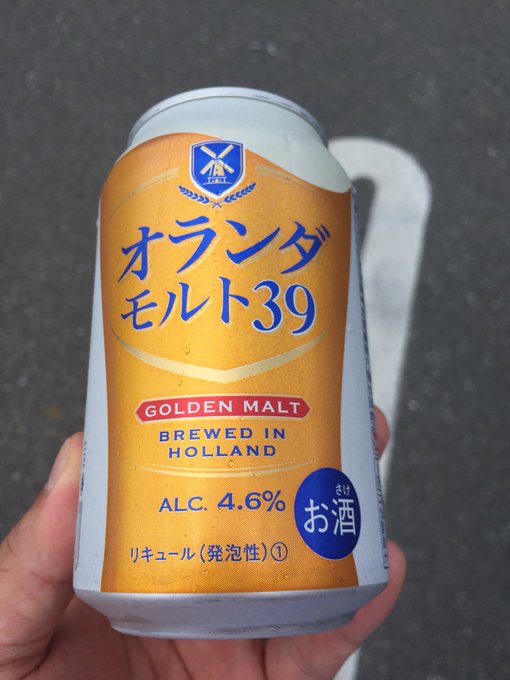 オランダ
モルト39
GOLDEN MALT
BREWED IN
HOLLAND
ALC. 4.6%
さけ
お酒
リキュール(発泡性)①